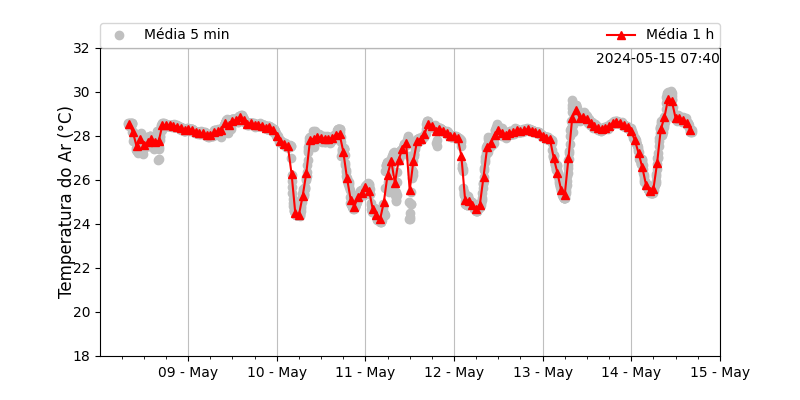 Média 5 min
Média 1 h
2024-05-15 07:40
Temperatura do Ar (°C)
32
30
28
26
24
22
20
18
09 - May
10 - May
11 - May
12 - May
13 - May
14 - May
15 - May